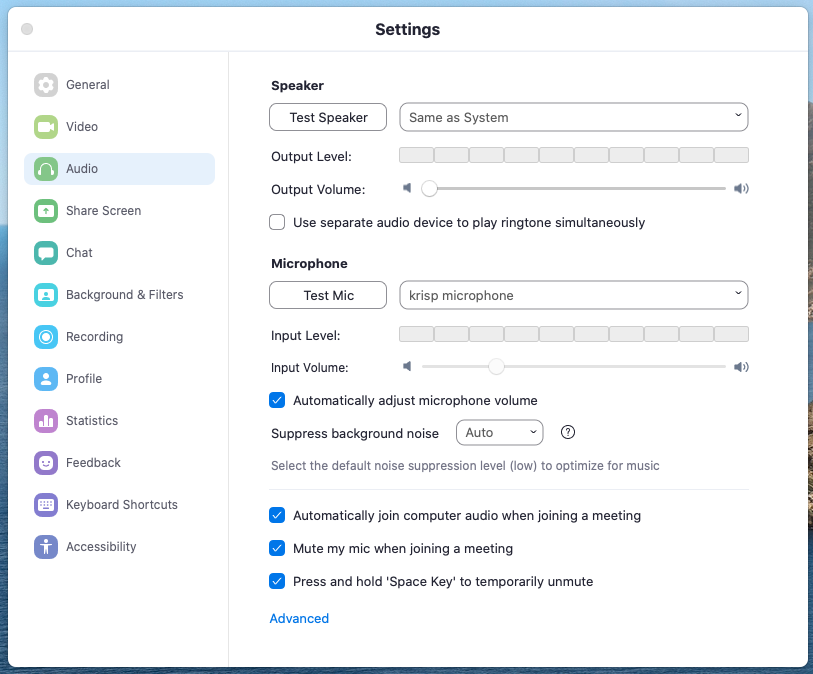 Settings
General
Video
Audio
Share Screen
Chat
Background & Filters
Recording
Profile
Statistics
Feedback
Keyboard Shortcuts
Accessibility
Speaker
Test Speaker
Same as System
Output Level:
Output Volume:
Use separate audio device to play ringtone simultaneously
Microphone
Test Mic
krisp microphone
Input Level:
Input Volume:
Automatically adjust microphone volume
Suppress background noise
Auto
?
Select the default noise suppression level (low) to optimize for music
Automatically join computer audio when joining a meeting
Mute my mic when joining a meeting
Press and hold 'Space Key' to temporarily unmute
Advanced